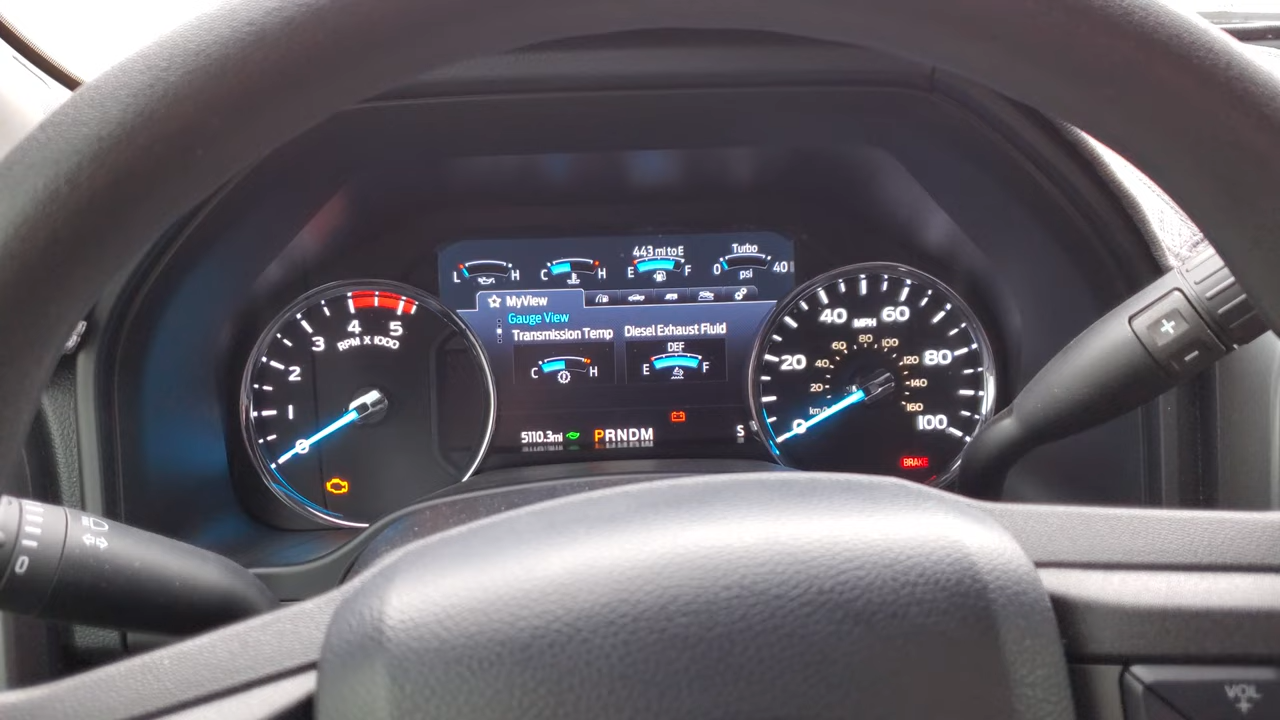 443 mi to E
Turbo
L H
C H
E F
0 40
psi
MyView
Gauge View
Transmission Temp
Diesel Exhaust Fluid
DEF
C H
E F
5110.3mi
PRNDM
S
0 1 2 3 4 5
RPM X 1000
0 20 40 60 80 100
MPH
20 40 60 80 100 120 140 160
BRAKE
0
+
-
VOL
+